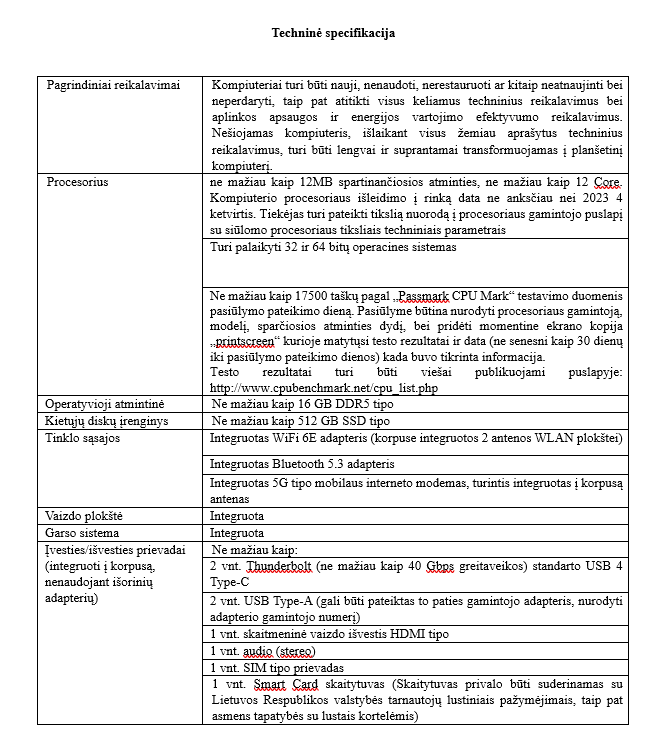 Techninė specifikacija
Pagrindiniai reikalavimai
Kompiuteriai turi būti nauji, nenaudoti, nerestauruoti ar kitaip neatnaujinti bei
neperdaryti, taip pat atitikti visus keliamus techninius reikalavimus bei
aplinkos apsaugos ir energijos vartojimo efektyvumo reikalavimus.
Nešiojamas kompiuteris, išlaikant visus žemiau aprašytus techninius
reikalavimus, turi būti lengvai ir suprantamai transformuojamas į planšetinį
kompiuterį.
Procesorius
ne mažiau kaip 12MB spartinančiosios atminties, ne mažiau kaip 12 Core.
Kompiuterio procesoriaus išleidimo į rinką data ne anksčiau nei 2023 4
ketvirtis. Tiekėjas turi pateikti tikslią nuorodą į procesoriaus gamintojo puslapį
su siūlomo procesoriaus tiksliais techniniais parametrais
Turi palaikyti 32 ir 64 bitų operacines sistemas
Ne mažiau kaip 17500 taškų pagal „Passmark CPU Mark“ testavimo duomenis
pasiūlymo pateikimo dieną. Pasiūlyme būtina nurodyti procesoriaus gamintoją,
modelį, sparčiosios atminties dydį, bei pridėti momentine ekrano kopija
„printscreen“ kurioje matytųsi testo rezultatai ir data (ne senesni kaip 30 dienų
iki pasiūlymo pateikimo dienos) kada buvo tikrinta informacija.
Testo rezultatai turi būti viešai publikuojami puslapyje:
http://www.cpubenchmark.net/cpu_list.php
Operatyvioji atmintinė
Ne mažiau kaip 16 GB DDR5 tipo
Kietųjų diskų įrenginys
Ne mažiau kaip 512 GB SSD tipo
Tinklo sąsajos
Integruotas WiFi 6E adapteris (korpuse integruotos 2 antenos WLAN plokštei)
Integruotas Bluetooth 5.3 adapteris
Integruotas 5G tipo mobilaus interneto modemas, turintis integruotas į korpusą
antenas
Vaizdo plokštė
Integruota
Garso sistema
Integruota
Įvesties/išvesties prievadai
(integruoti į korpusą,
nenaudojant išorinių
adapterių)
Ne mažiau kaip:
2 vnt. Thunderbolt (ne mažiau kaip 40 Gbps greitaveikos) standarto USB 4
Type-C
2 vnt. USB Type-A (gali būti pateiktas to paties gamintojo adapteris, nurodyti
adapterio gamintojo numerį)
1 vnt. skaitmeninė vaizdo išvestis HDMI tipo
1 vnt. audio (stereo)
1 vnt. SIM tipo prievadas
1 vnt. Smart Card skaitytuvas (Skaitytuvas privalo būti suderinamas su
Lietuvos Respublikos valstybės tarnautojų lustiniais pažymėjimais, taip pat
asmens tapatybės su lustais kortelėmis)